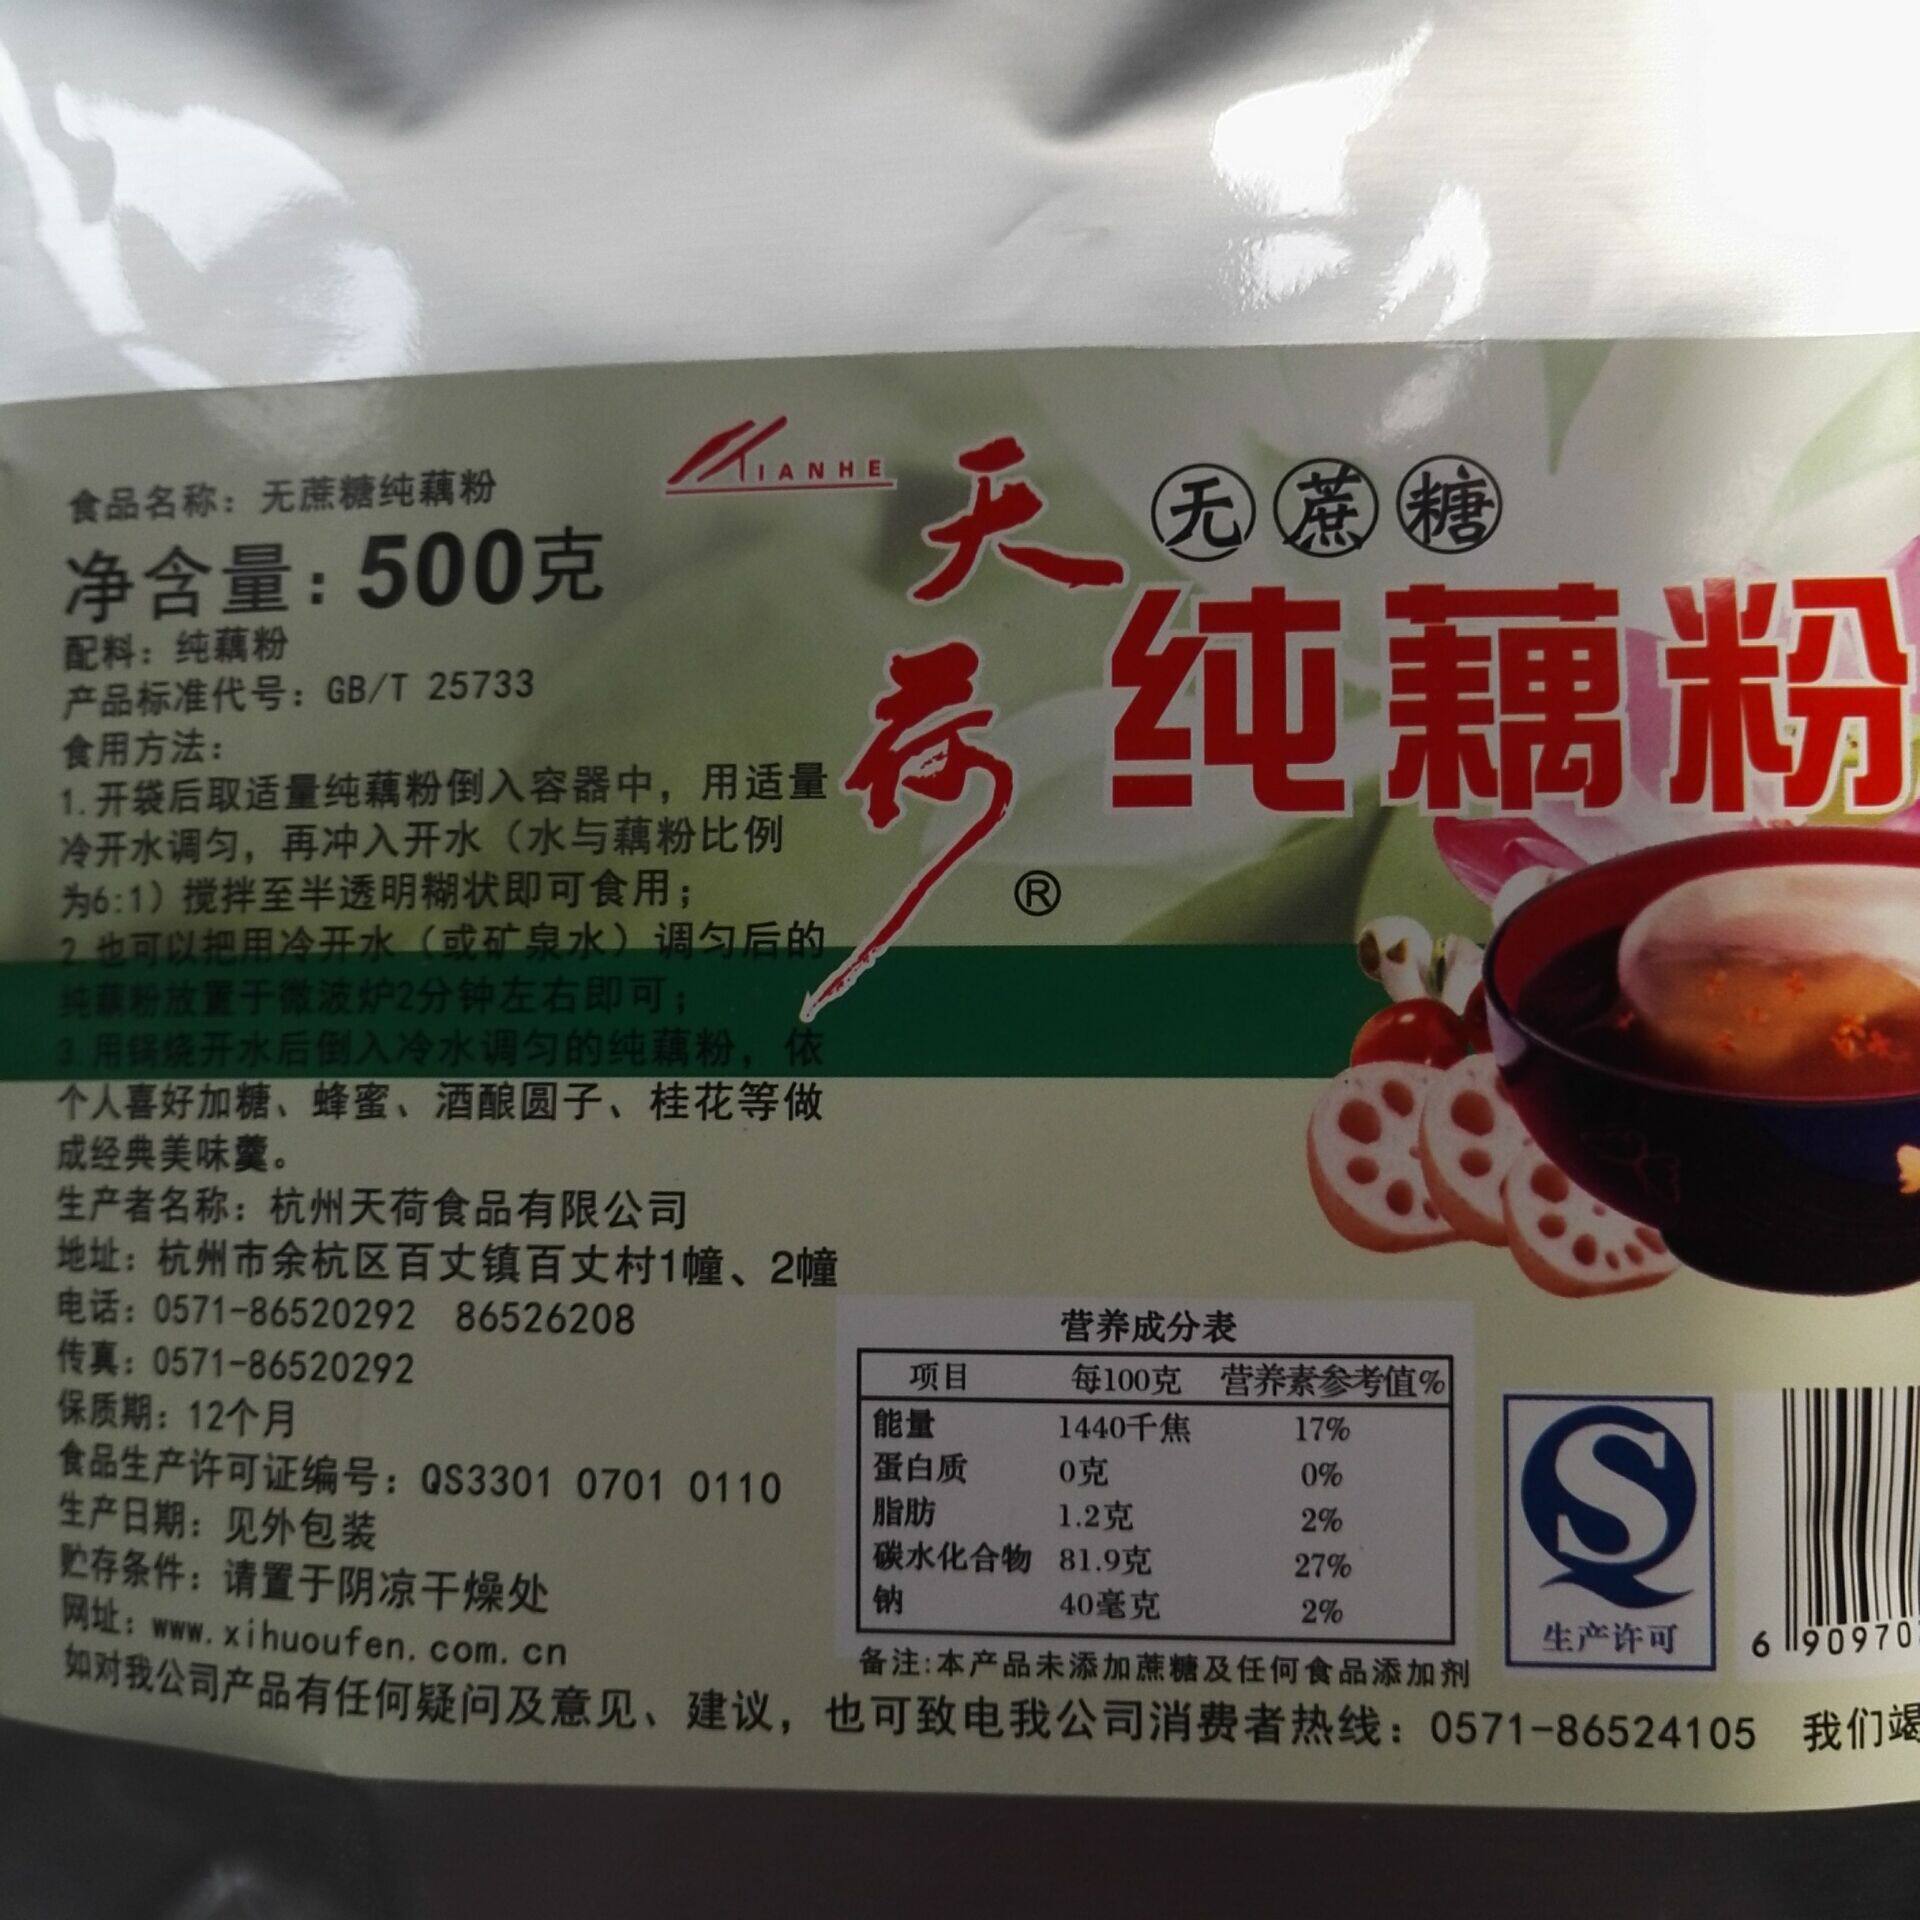 食品名称：无蔗糖纯藕粉
净含量：500克
配料：纯藕粉
产品标准代号：GB/T 25733
食用方法：
1.开袋后取适量纯藕粉倒入容器中，用适量
冷开水调匀，再冲入开水（水与藕粉比例
为6:1）搅拌至半透明糊状即可食用；
2.也可以把用冷开水（或矿泉水）调匀后的
纯藕粉放置于微波炉2分钟左右即可；
3.用锅烧开水后倒入冷水调匀的纯藕粉，依
个人喜好加糖、蜂蜜、酒酿圆子、桂花等做
成经典美味羹。
生产者名称：杭州天荷食品有限公司
地址：杭州市余杭区百丈镇百丈村1幢、2幢
电话：0571-86520292 86526208
传真：0571-86520292
保质期：12个月
食品生产许可证编号：QS3301 0701 0110
生产日期：见外包装
贮存条件：请置于阴凉干燥处
网址：www.xihuoufen.com.cn
如对我公司产品有任何疑问及意见、建议，也可致电我公司消费者热线：0571-86524105 我们竭
TIANHE
天荷®
无蔗糖
纯藕粉
营养成分表
项目 每100克 营养素参考值%
能量 1440千焦 17%
蛋白质 0克 0%
脂肪 1.2克 2%
碳水化合物 81.9克 27%
钠 40毫克 2%
备注:本产品未添加蔗糖及任何食品添加剂
生产许可
6 90970